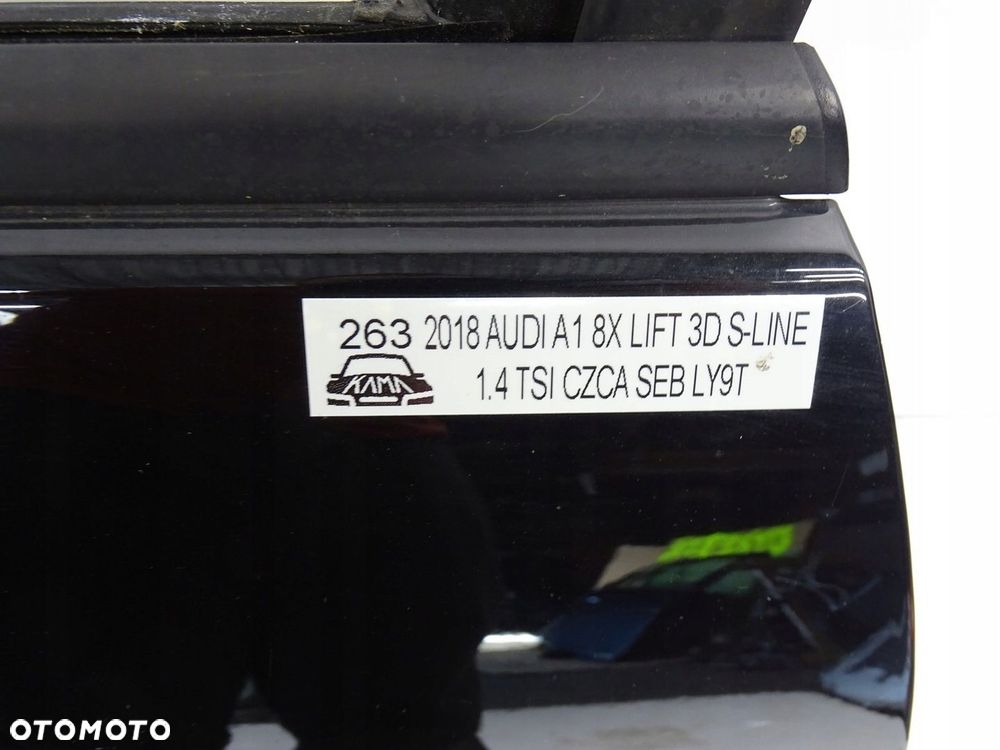 263 2018 AUDI A1 8X LIFT 3D S-LINE
KAMA 1.4 TSI CZCA SEB LY9T
OTOMOTO